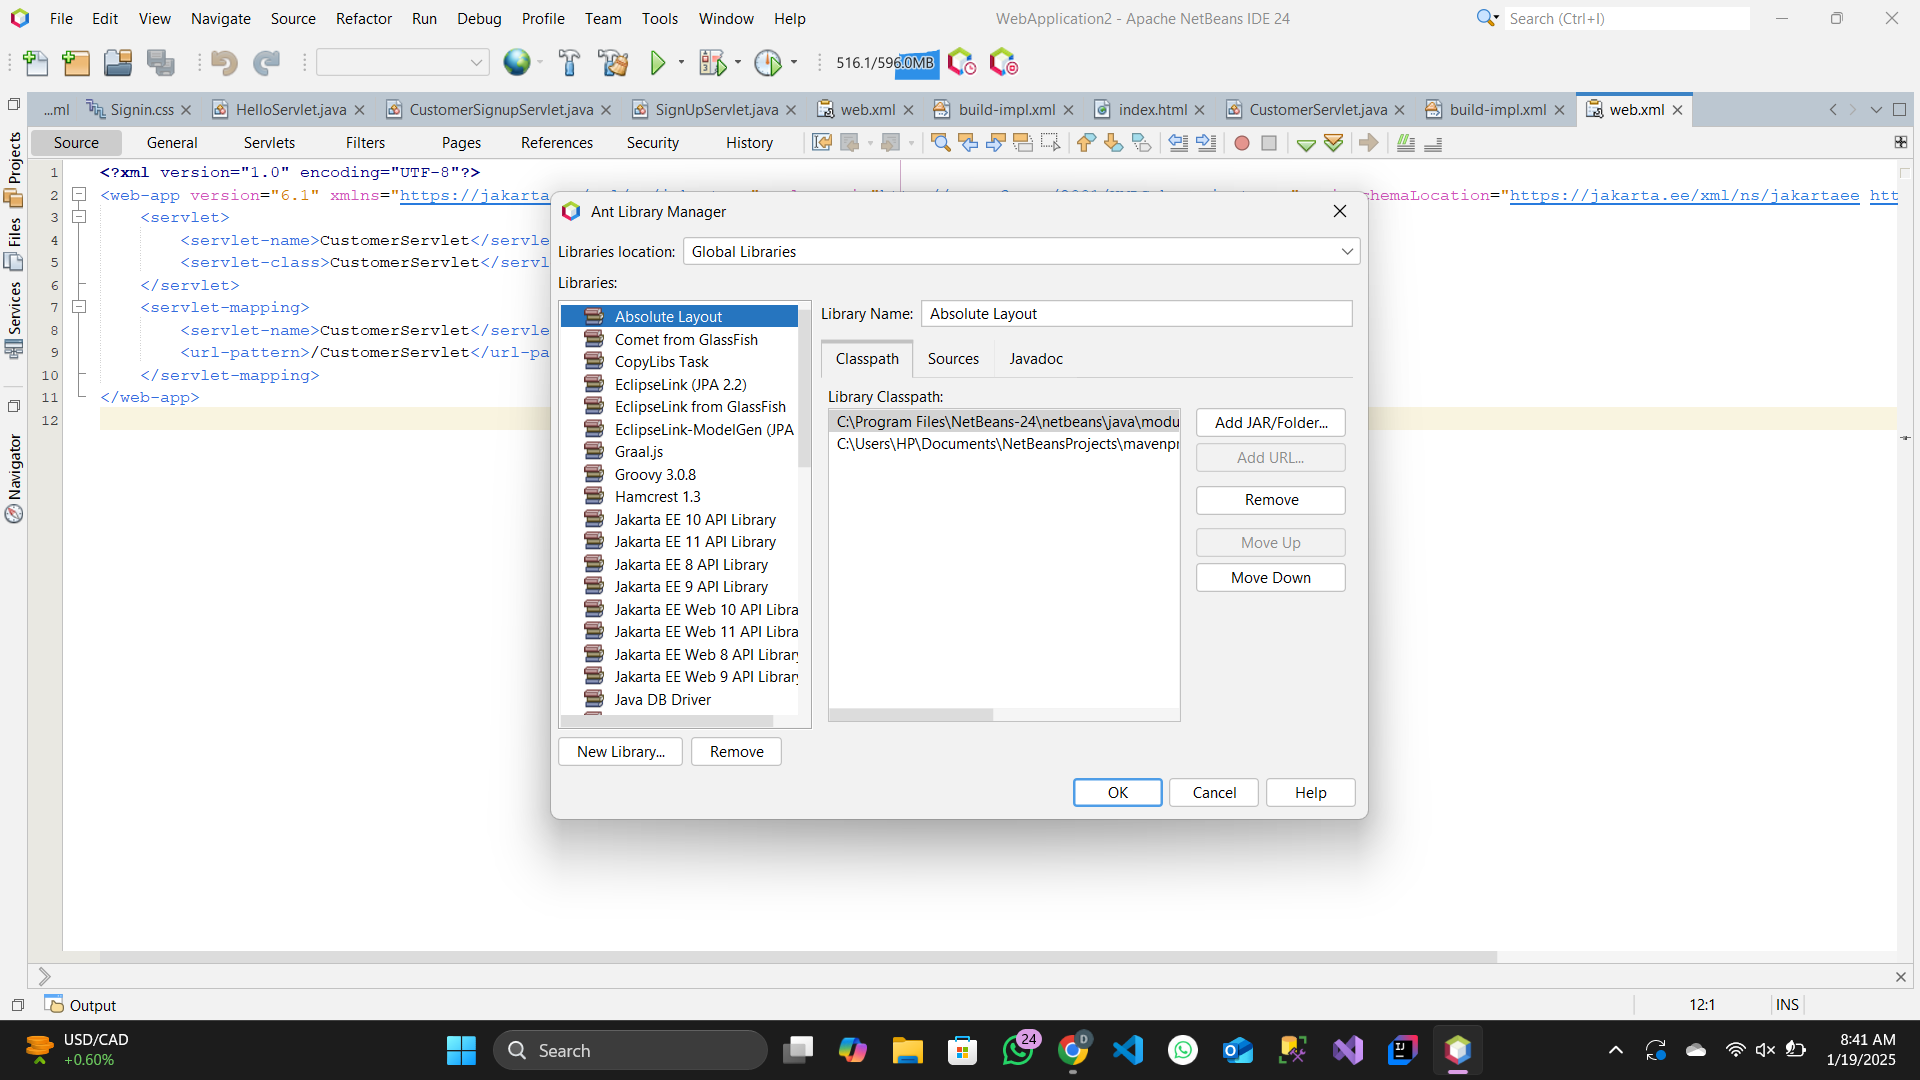 File Edit View Navigate Source Refactor Run Debug Profile Team Tools Window Help
WebApplication2 - Apache NetBeans IDE 24
Search (Ctrl+I)
516.1/596.0MB
...ml Signin.css HelloServlet.java CustomerSignupServlet.java SignUpServlet.java web.xml build-impl.xml index.html CustomerServlet.java build-impl.xml web.xml
Source General Servlets Filters Pages References Security History
Projects
Files
Services
Navigator
1 <?xml version="1.0" encoding="UTF-8"?>
2 <web-app version="6.1" xmlns="https://jakarta hemaLocation="https://jakarta.ee/xml/ns/jakartaee htt
3 <servlet>
4 <servlet-name>CustomerServlet</servle
5 <servlet-class>CustomerServlet</servl
6 </servlet>
7 <servlet-mapping>
8 <servlet-name>CustomerServlet</servle
9 <url-pattern>/CustomerServlet</url-pa
10 </servlet-mapping>
11 </web-app>
12
Ant Library Manager
Libraries location: Global Libraries
Libraries:
Absolute Layout
Comet from GlassFish
CopyLibs Task
EclipseLink (JPA 2.2)
EclipseLink from GlassFish
EclipseLink-ModelGen (JPA
Graal.js
Groovy 3.0.8
Hamcrest 1.3
Jakarta EE 10 API Library
Jakarta EE 11 API Library
Jakarta EE 8 API Library
Jakarta EE 9 API Library
Jakarta EE Web 10 API Libra
Jakarta EE Web 11 API Libra
Jakarta EE Web 8 API Library
Jakarta EE Web 9 API Library
Java DB Driver
New Library... Remove
Library Name: Absolute Layout
Classpath Sources Javadoc
Library Classpath:
C:\Program Files\NetBeans-24\netbeans\java\modu
C:\Users\HP\Documents\NetBeansProjects\mavenpr
Add JAR/Folder...
Add URL...
Remove
Move Up
Move Down
OK Cancel Help
Output
12:1 INS
USD/CAD
+0.60%
Search
24
D
8:41 AM
1/19/2025